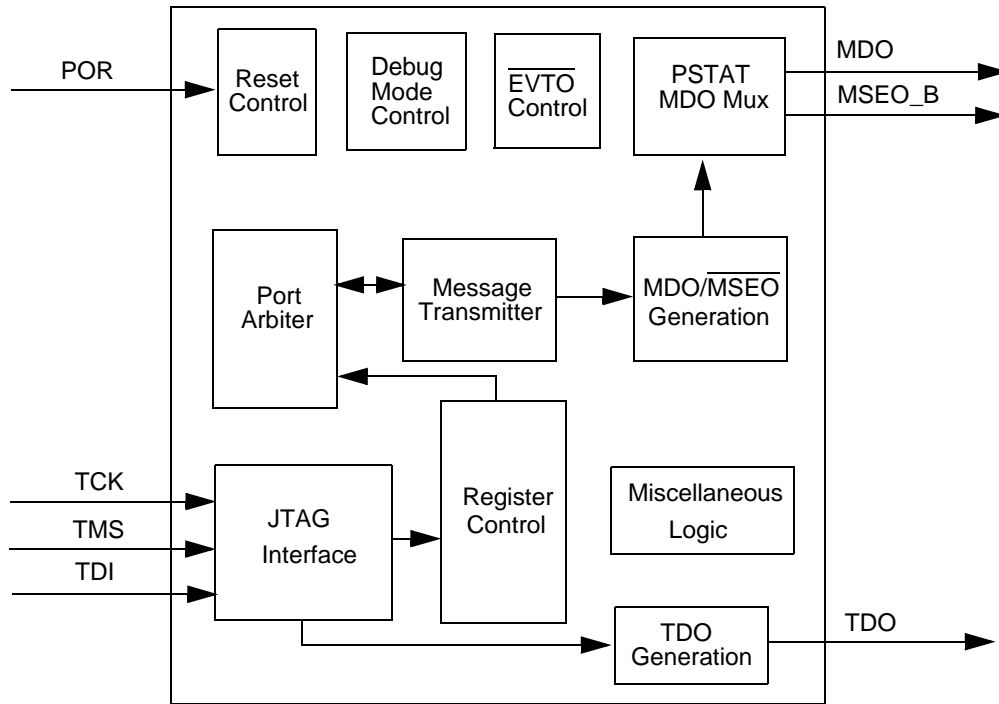 POR
Reset
Control
Debug
Mode
Control
EVTO
Control
PSTAT
MDO Mux
MDO
MSEO_B
Port
Arbiter
Message
Transmitter
MDO/MSEO
Generation
TCK
TMS
TDI
JTAG
Interface
Register
Control
Miscellaneous
Logic
TDO
Generation
TDO